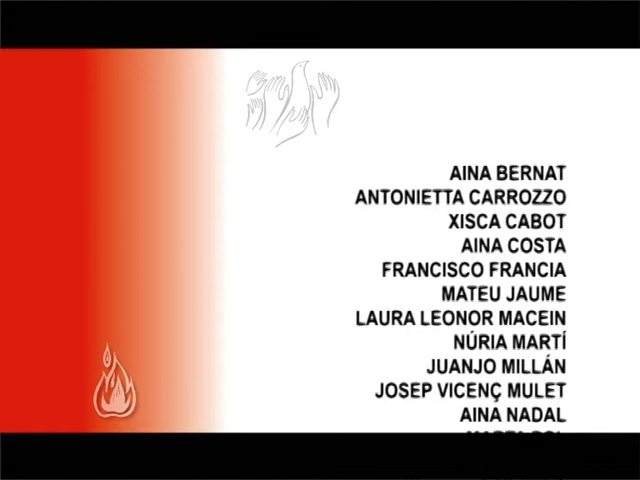 AINA BERNAT
ANTONIETTA CARROZZO
XISCA CABOT
AINA COSTA
FRANCISCO FRANCIA
MATEU JAUME
LAURA LEONOR MACEIN
NÚRIA MARTÍ
JUANJO MILLÁN
JOSEP VICENÇ MULET
AINA NADAL